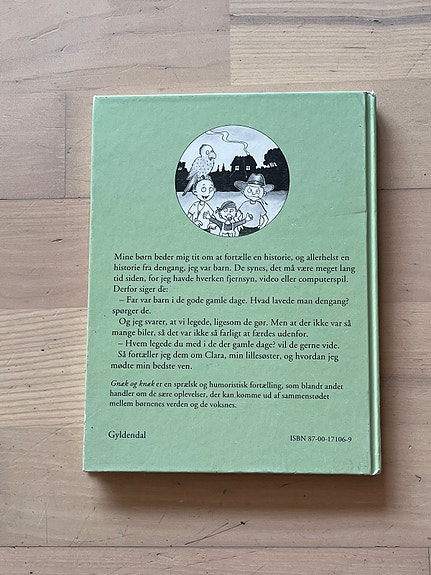 Mine børn beder mig tit om at fortælle en historie, og allerhelst en
historie fra dengang, jeg var barn. De synes, det må være meget lang
tid siden, for jeg havde hverken fjernsyn, video eller computerspil.
Derfor siger de:
– Far var barn i de gode gamle dage. Hvad lavede man dengang?
spørger de.
Og jeg svarer, at vi legede, ligesom de gør. Men at der ikke var så
mange biler, så det var ikke så farligt at færdes udenfor.
– Hvem legede du med i de der gamle dage? vil de gerne vide.
Så fortæller jeg dem om Clara, min lillesøster, og hvordan jeg
mødte min bedste ven.
Gnæk og knæk er en sprælsk og humoristisk fortælling, som blandt andet
handler om de sære oplevelser, der kan komme ud af sammenstødet
mellem børnenes verden og de voksnes.
Gyldendal
ISBN 87-00-17106-9